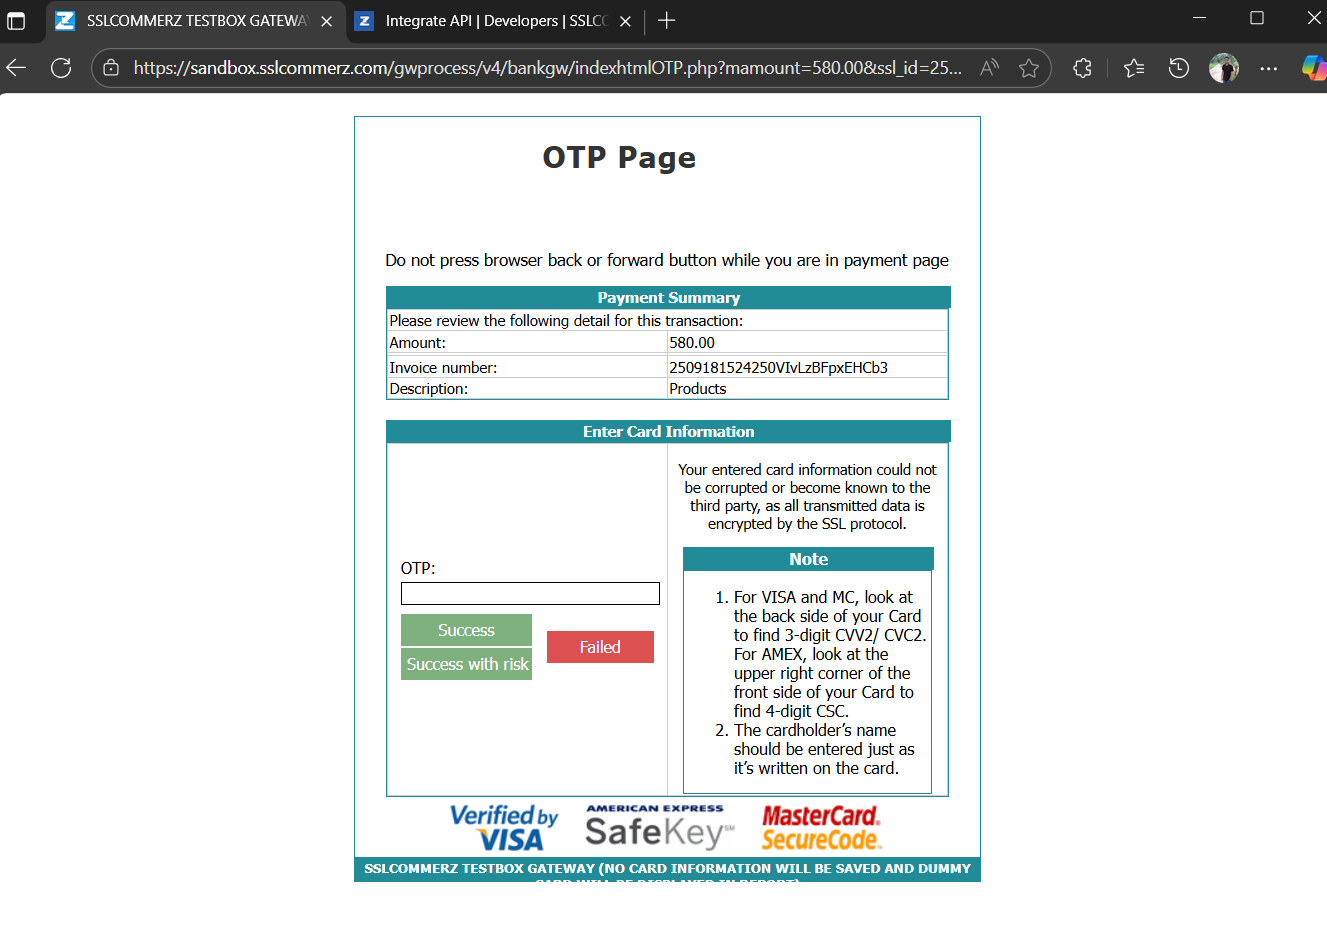 SSLCOMMERZ TESTBOX GATEWA
Integrate API | Developers | SSLCC
https://sandbox.sslcommerz.com/gwprocess/v4/bankgw/indexhtmlOTP.php?mamount=580.00&ssl_id=25...
OTP Page
Do not press browser back or forward button while you are in payment page
Payment Summary
Please review the following detail for this transaction:
Amount: 580.00
Invoice number: 2509181524250VIvLzBFpxEHCb3
Description: Products
Enter Card Information
OTP:
Success
Success with risk
Failed
Your entered card information could not
be corrupted or become known to the
third party, as all transmitted data is
encrypted by the SSL protocol.
Note
1. For VISA and MC, look at
the back side of your Card
to find 3-digit CVV2/ CVC2.
For AMEX, look at the
upper right corner of the
front side of your Card to
find 4-digit CSC.
2. The cardholder’s name
should be entered just as
it’s written on the card.
Verified by
VISA
AMERICAN EXPRESS
SafeKey SM
MasterCard.
SecureCode.
SSLCOMMERZ TESTBOX GATEWAY (NO CARD INFORMATION WILL BE SAVED AND DUMMY
CARD WILL BE DISPLAYED IN REPORT)